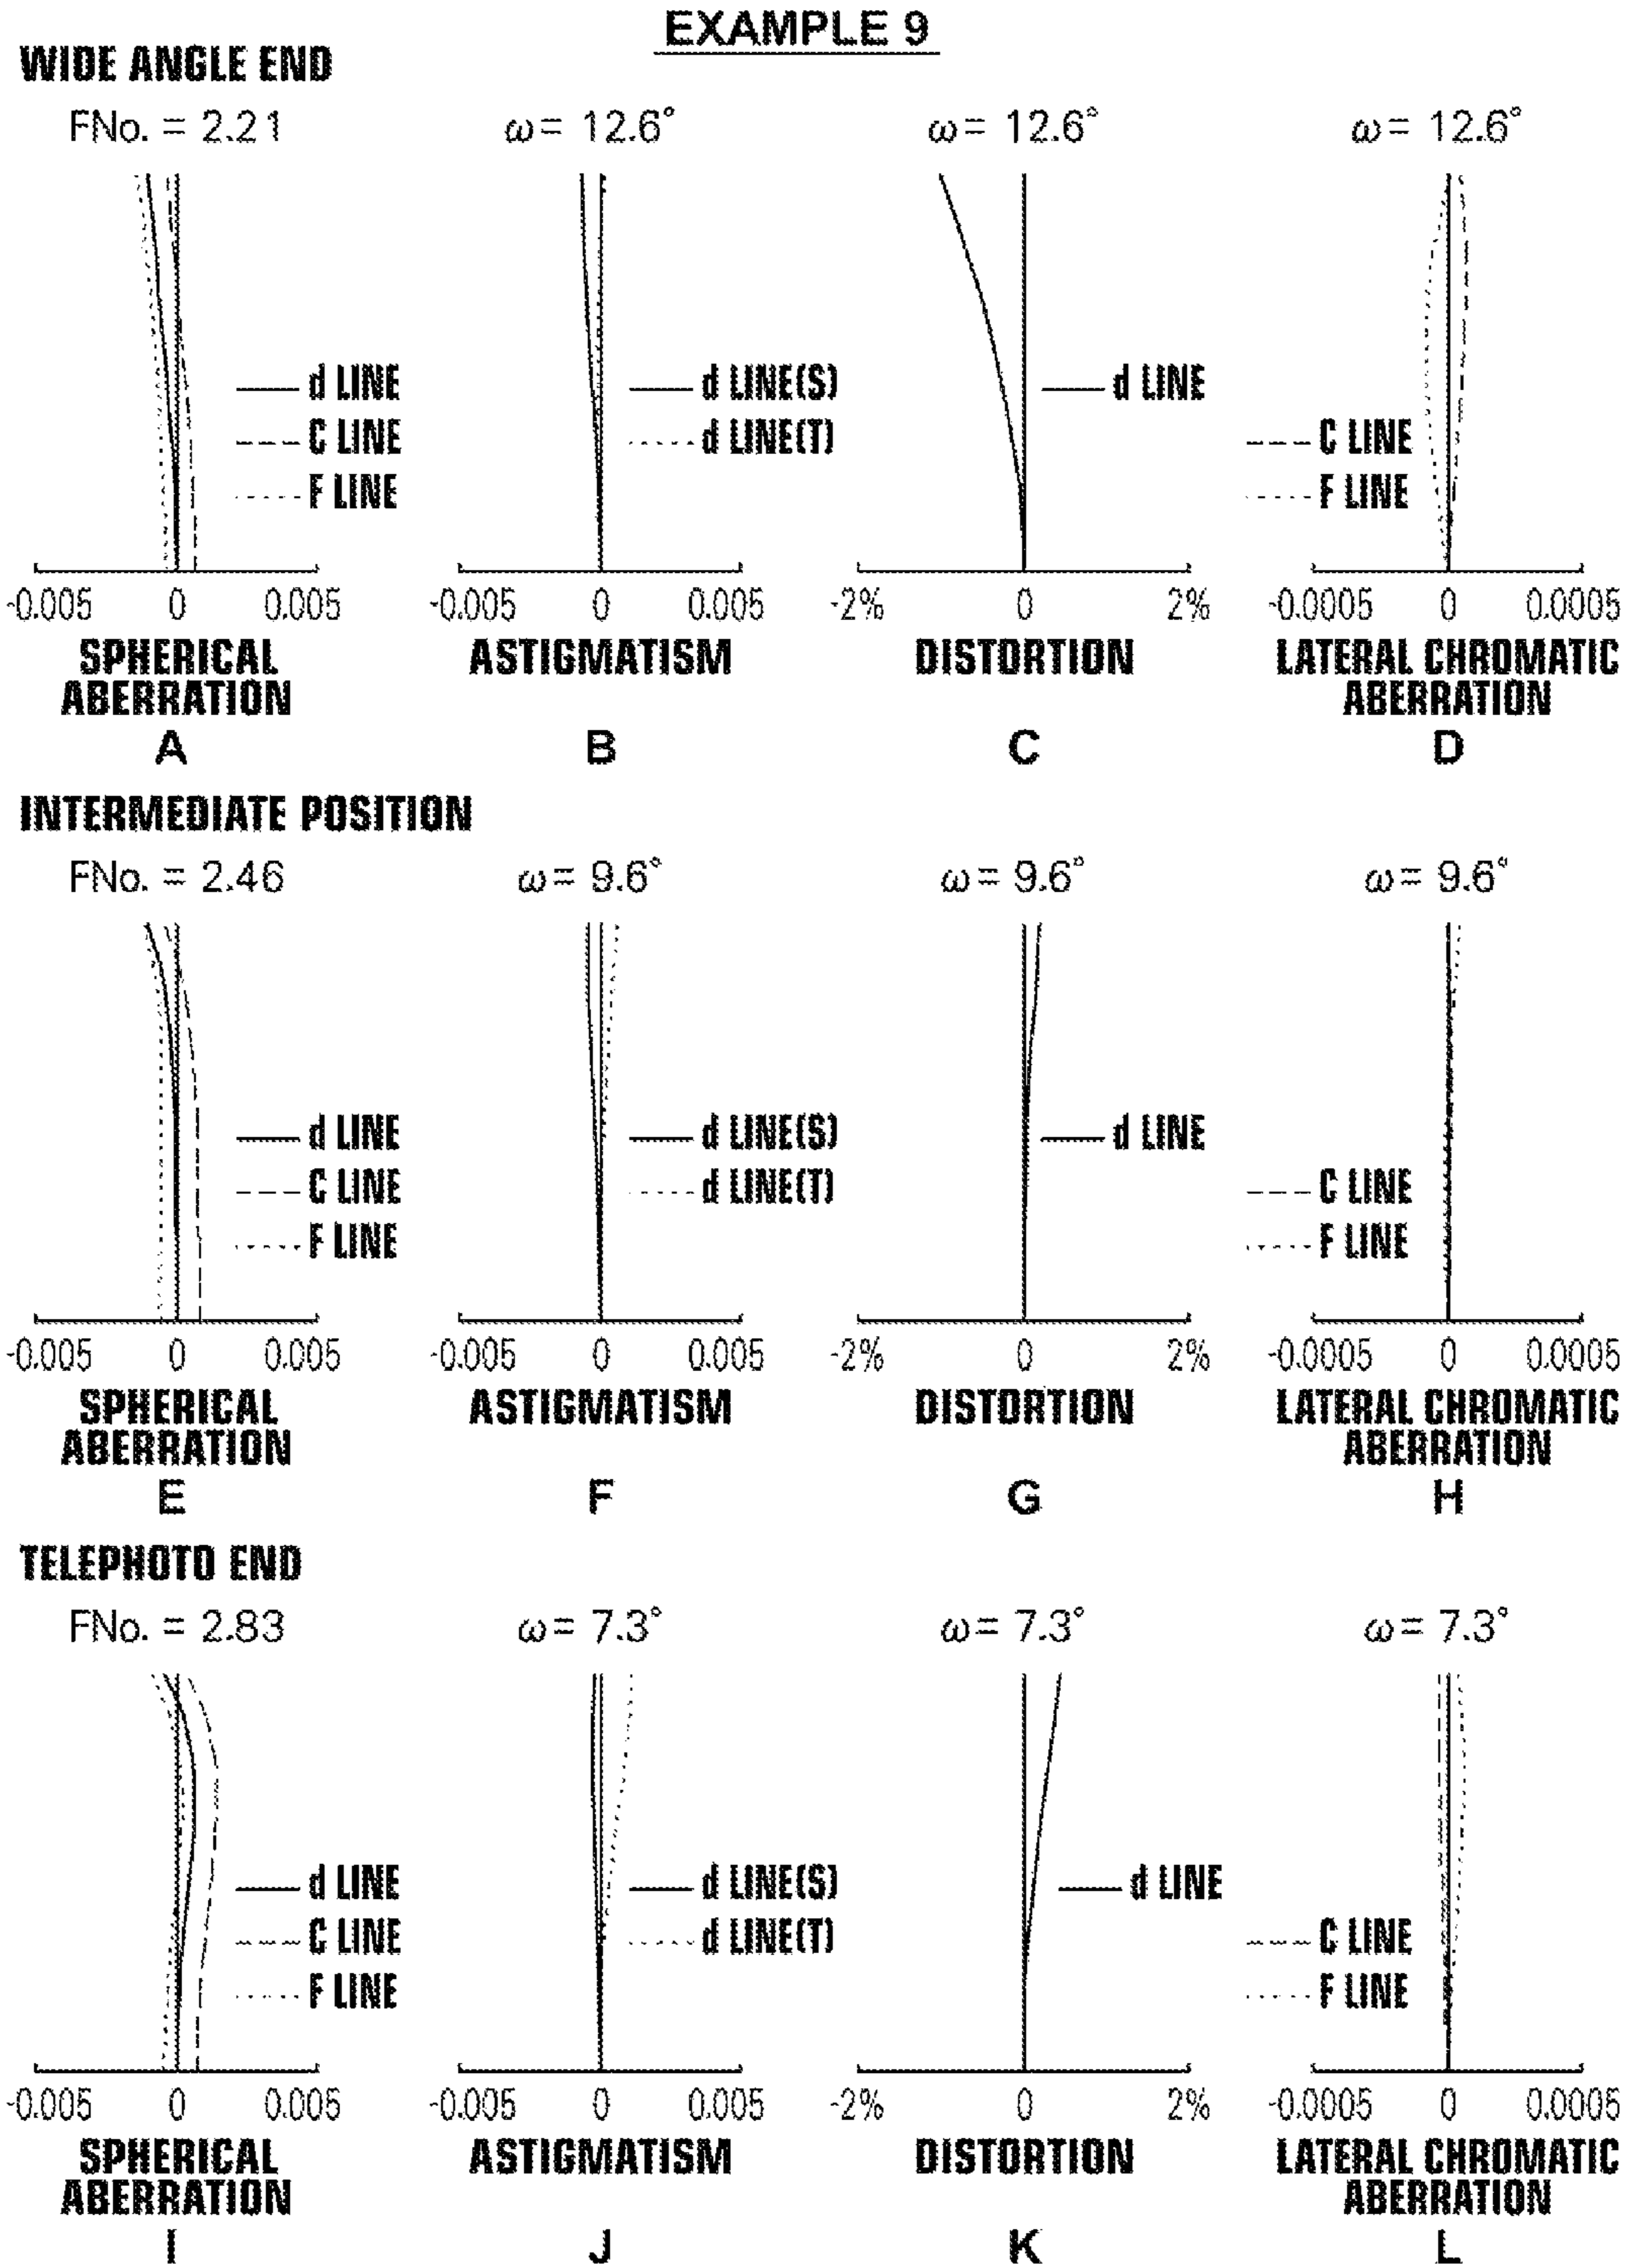 EXAMPLE 9
WIDE ANGLE END
FNo. = 2.21
ω = 12.6°
ω = 12.6°
ω = 12.6°
d LINE
C LINE
F LINE
d LINE(S)
d LINE(T)
d LINE
C LINE
F LINE
-0.005 0 0.005
-0.005 0 0.005
-2% 0 2%
-0.0005 0 0.0005
SPHERICAL
ABERRATION
ASTIGMATISM
DISTORTION
LATERAL CHROMATIC
ABERRATION
A
B
C
D
INTERMEDIATE POSITION
FNo. = 2.46
ω = 9.6°
ω = 9.6°
ω = 9.6°
d LINE
C LINE
F LINE
d LINE(S)
d LINE(T)
d LINE
C LINE
F LINE
-0.005 0 0.005
-0.005 0 0.005
-2% 0 2%
-0.0005 0 0.0005
SPHERICAL
ABERRATION
ASTIGMATISM
DISTORTION
LATERAL CHROMATIC
ABERRATION
E
F
G
H
TELEPHOTO END
FNo. = 2.83
ω = 7.3°
ω = 7.3°
ω = 7.3°
d LINE
C LINE
F LINE
d LINE(S)
d LINE(T)
d LINE
C LINE
F LINE
-0.005 0 0.005
-0.005 0 0.005
-2% 0 2%
-0.0005 0 0.0005
SPHERICAL
ABERRATION
ASTIGMATISM
DISTORTION
LATERAL CHROMATIC
ABERRATION
I
J
K
L